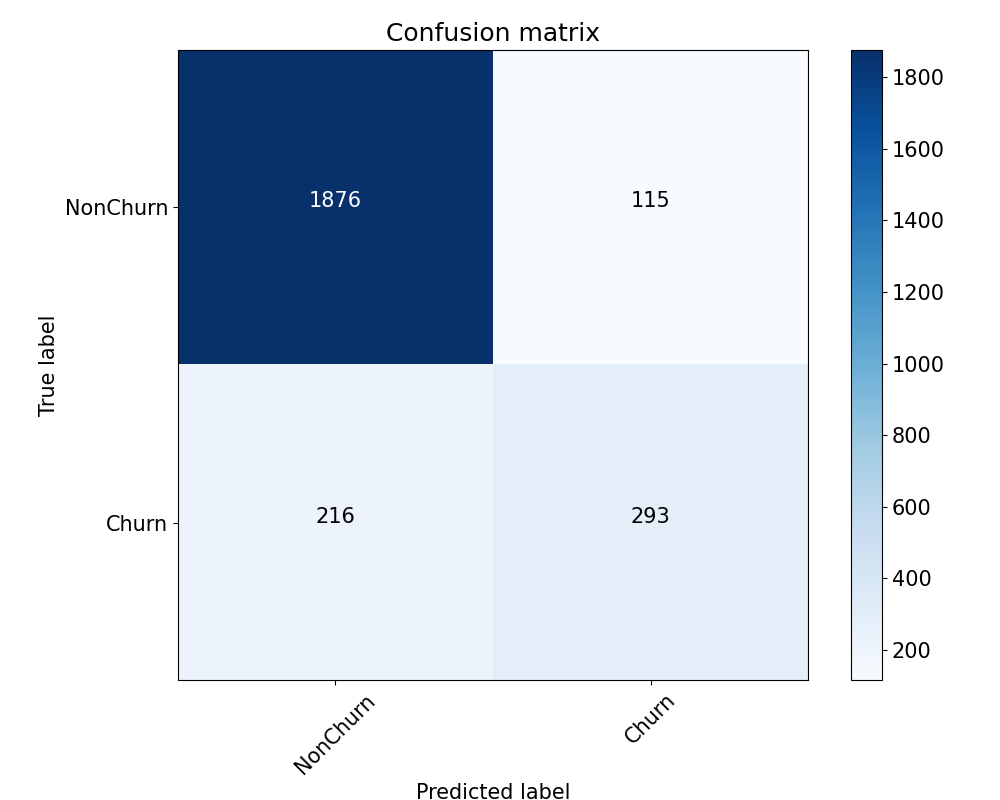 Confusion matrix
NonChurn
1876
115
Churn
216
293
True label
NonChurn
Churn
Predicted label
1800
1600
1400
1200
1000
800
600
400
200